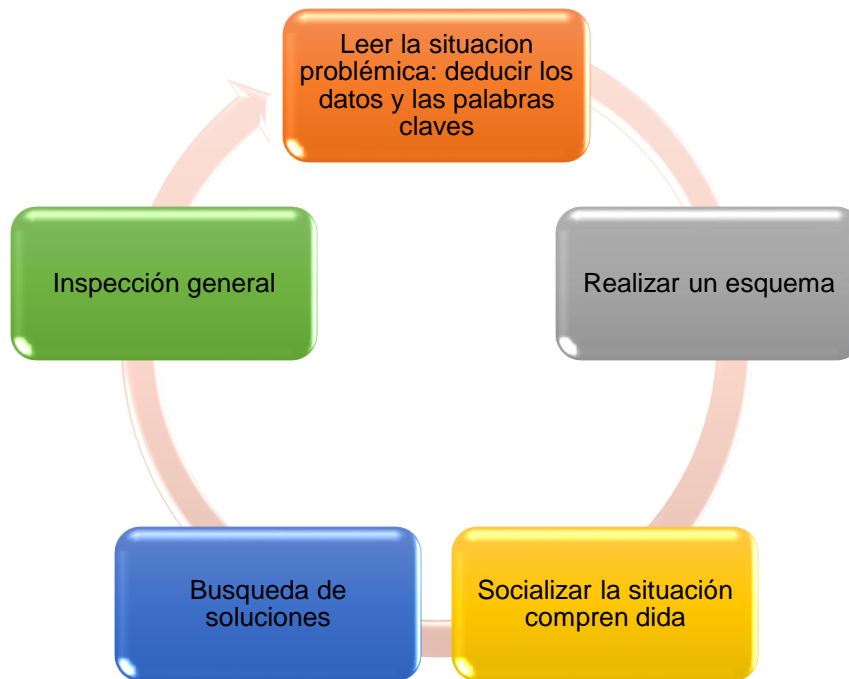 Leer la situacion
problémica: deducir los
datos y las palabras
claves
Realizar un esquema
Socializar la situación
compren dida
Busqueda de
soluciones
Inspección general